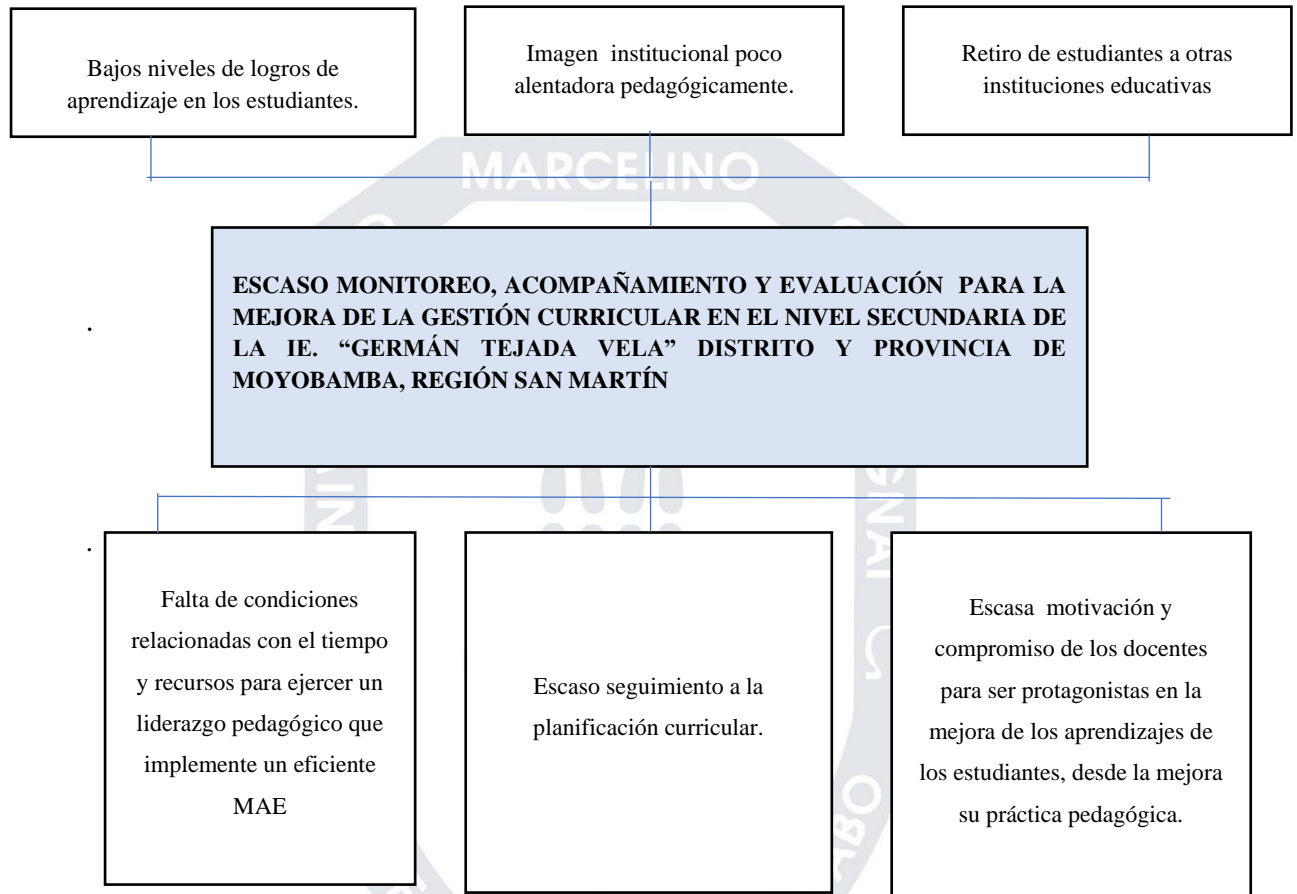 Bajos niveles de logros de
aprendizaje en los estudiantes.
Imagen institucional poco
alentadora pedagógicamente.
Retiro de estudiantes a otras
instituciones educativas
MARCELINO
ESCASO MONITOREO, ACOMPAÑAMIENTO Y EVALUACIÓN PARA LA
MEJORA DE LA GESTIÓN CURRICULAR EN EL NIVEL SECUNDARIA DE
LA IE. “GERMÁN TEJADA VELA” DISTRITO Y PROVINCIA DE
MOYOBAMBA, REGIÓN SAN MARTÍN
.
.
Falta de condiciones
relacionadas con el tiempo
y recursos para ejercer un
liderazgo pedagógico que
implemente un eficiente
MAE
Escaso seguimiento a la
planificación curricular.
Escasa motivación y
compromiso de los docentes
para ser protagonistas en la
mejora de los aprendizajes de
los estudiantes, desde la mejora
su práctica pedagógica.